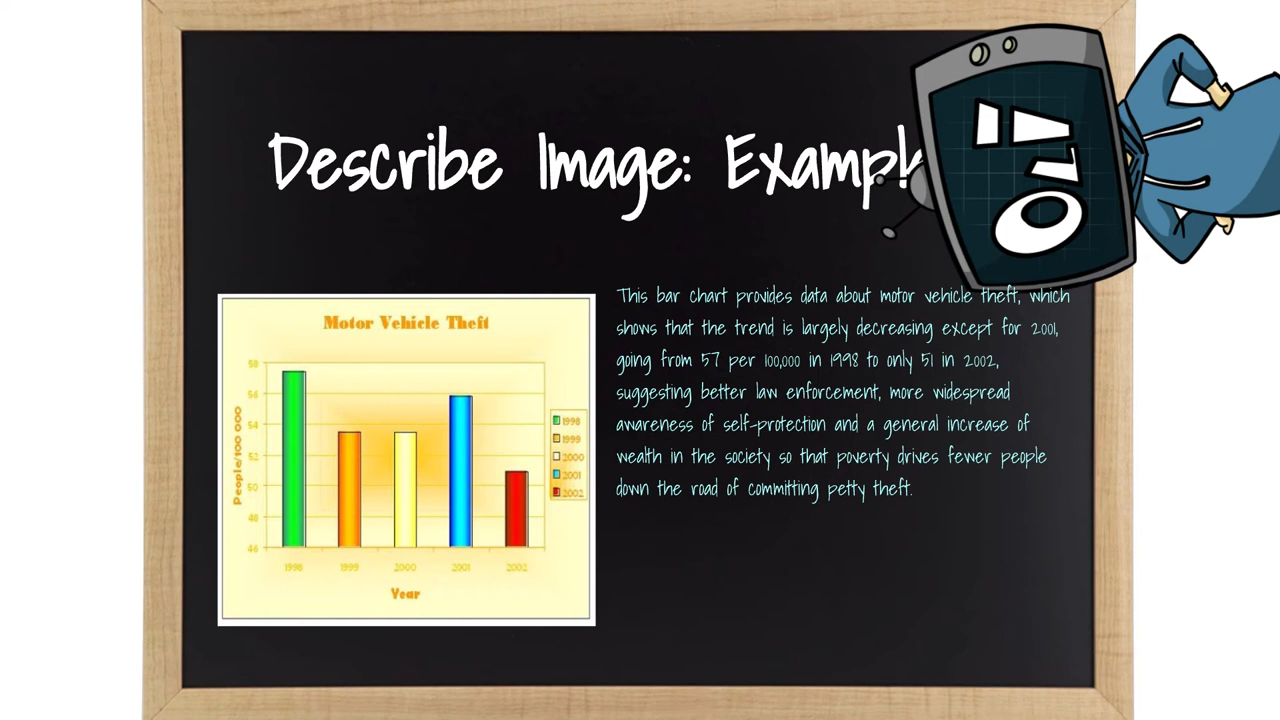 Describe Image: Exampl
OLI
This bar chart provides data about motor vehicle theft, which
shows that the trend is largely decreasing except for 2001,
going from 57 per 100,000 in 1998 to only 51 in 2002,
suggesting better law enforcement, more widespread
awareness of self-protection and a general increase of
wealth in the society so that poverty drives fewer people
down the road of committing petty theft.
Motor Vehicle Theft
People/100 000
58
56
54
52
50
48
46
1998
1999
2000
2001
2002
Year
1998
1999
2000
2001
2002